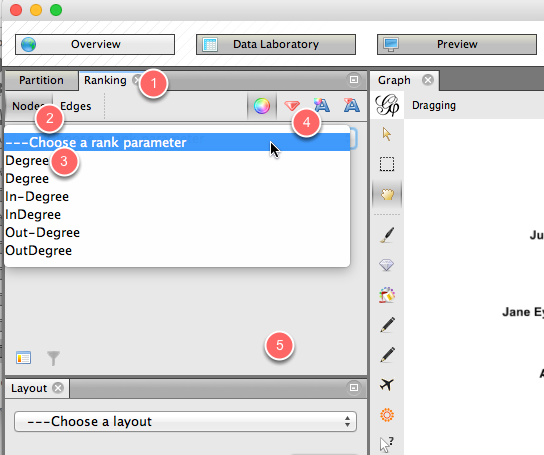 Overview Data Laboratory Preview
Partition Ranking 1 Graph
Nodes Edges Dragging
2 4
---Choose a rank parameter
Degree 3
Degree
In-Degree
InDegree
Out-Degree
OutDegree
Ju
Jane Ey
5
A
Layout
---Choose a layout